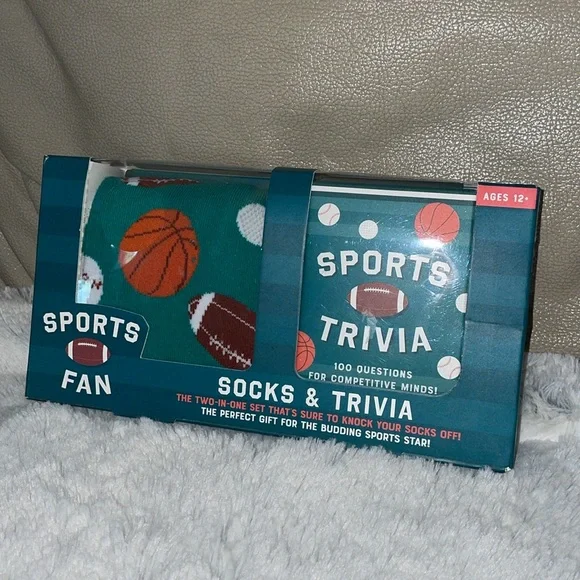 AGES 12+
SPORTS
TRIVIA
100 QUESTIONS
FOR COMPETITIVE MINDS!
SPORTS
FAN
SOCKS & TRIVIA
THE TWO-IN-ONE SET THAT'S SURE TO KNOCK YOUR SOCKS OFF!
THE PERFECT GIFT FOR THE BUDDING SPORTS STAR!